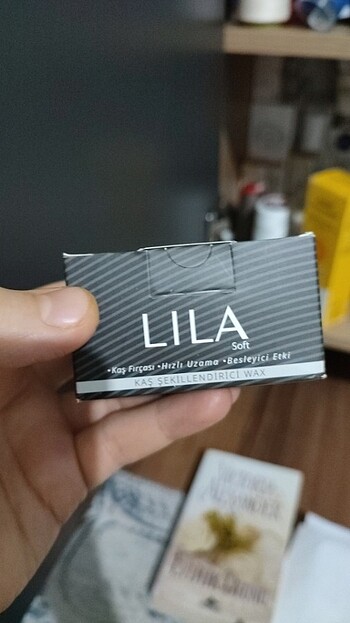 LILA
Soft
•Kaş Fırçası •Hızlı Uzama •Besleyici Etki
KAŞ ŞEKİLLENDİRİCİ WAX